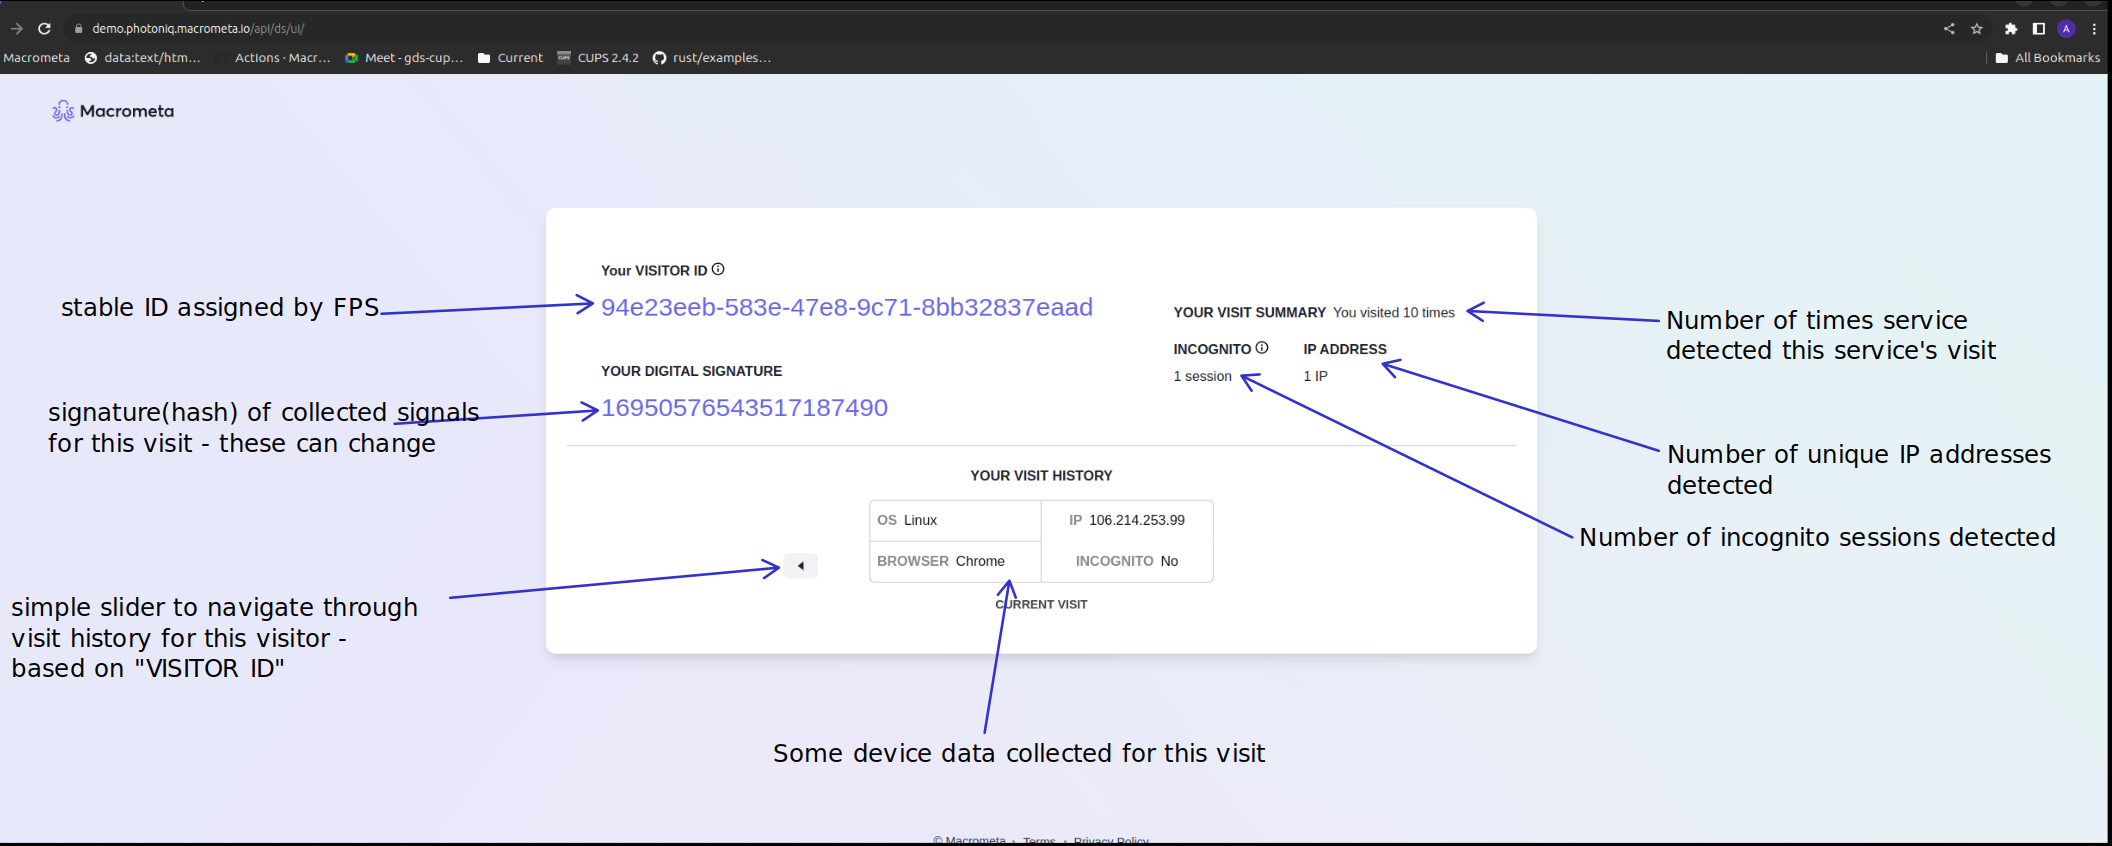 demo.photoniq.macrometa.io/api/ds/ui/
Macrometa data:text/htm... Actions · Macr... Meet - gds-cup... Current CUPS 2.4.2 rust/examples... All Bookmarks
A
Macrometa
Your VISITOR ID
94e23eeb-583e-47e8-9c71-8bb32837eaad
YOUR DIGITAL SIGNATURE
16950576543517187490
YOUR VISIT SUMMARY You visited 10 times
INCOGNITO IP ADDRESS
1 session 1 IP
YOUR VISIT HISTORY
OS Linux IP 106.214.253.99
BROWSER Chrome INCOGNITO No
CURRENT VISIT
stable ID assigned by FPS
signature(hash) of collected signals
for this visit - these can change
simple slider to navigate through
visit history for this visitor -
based on "VISITOR ID"
Number of times service
detected this service's visit
Number of unique IP addresses
detected
Number of incognito sessions detected
Some device data collected for this visit
© Macrometa · Terms · Privacy Policy